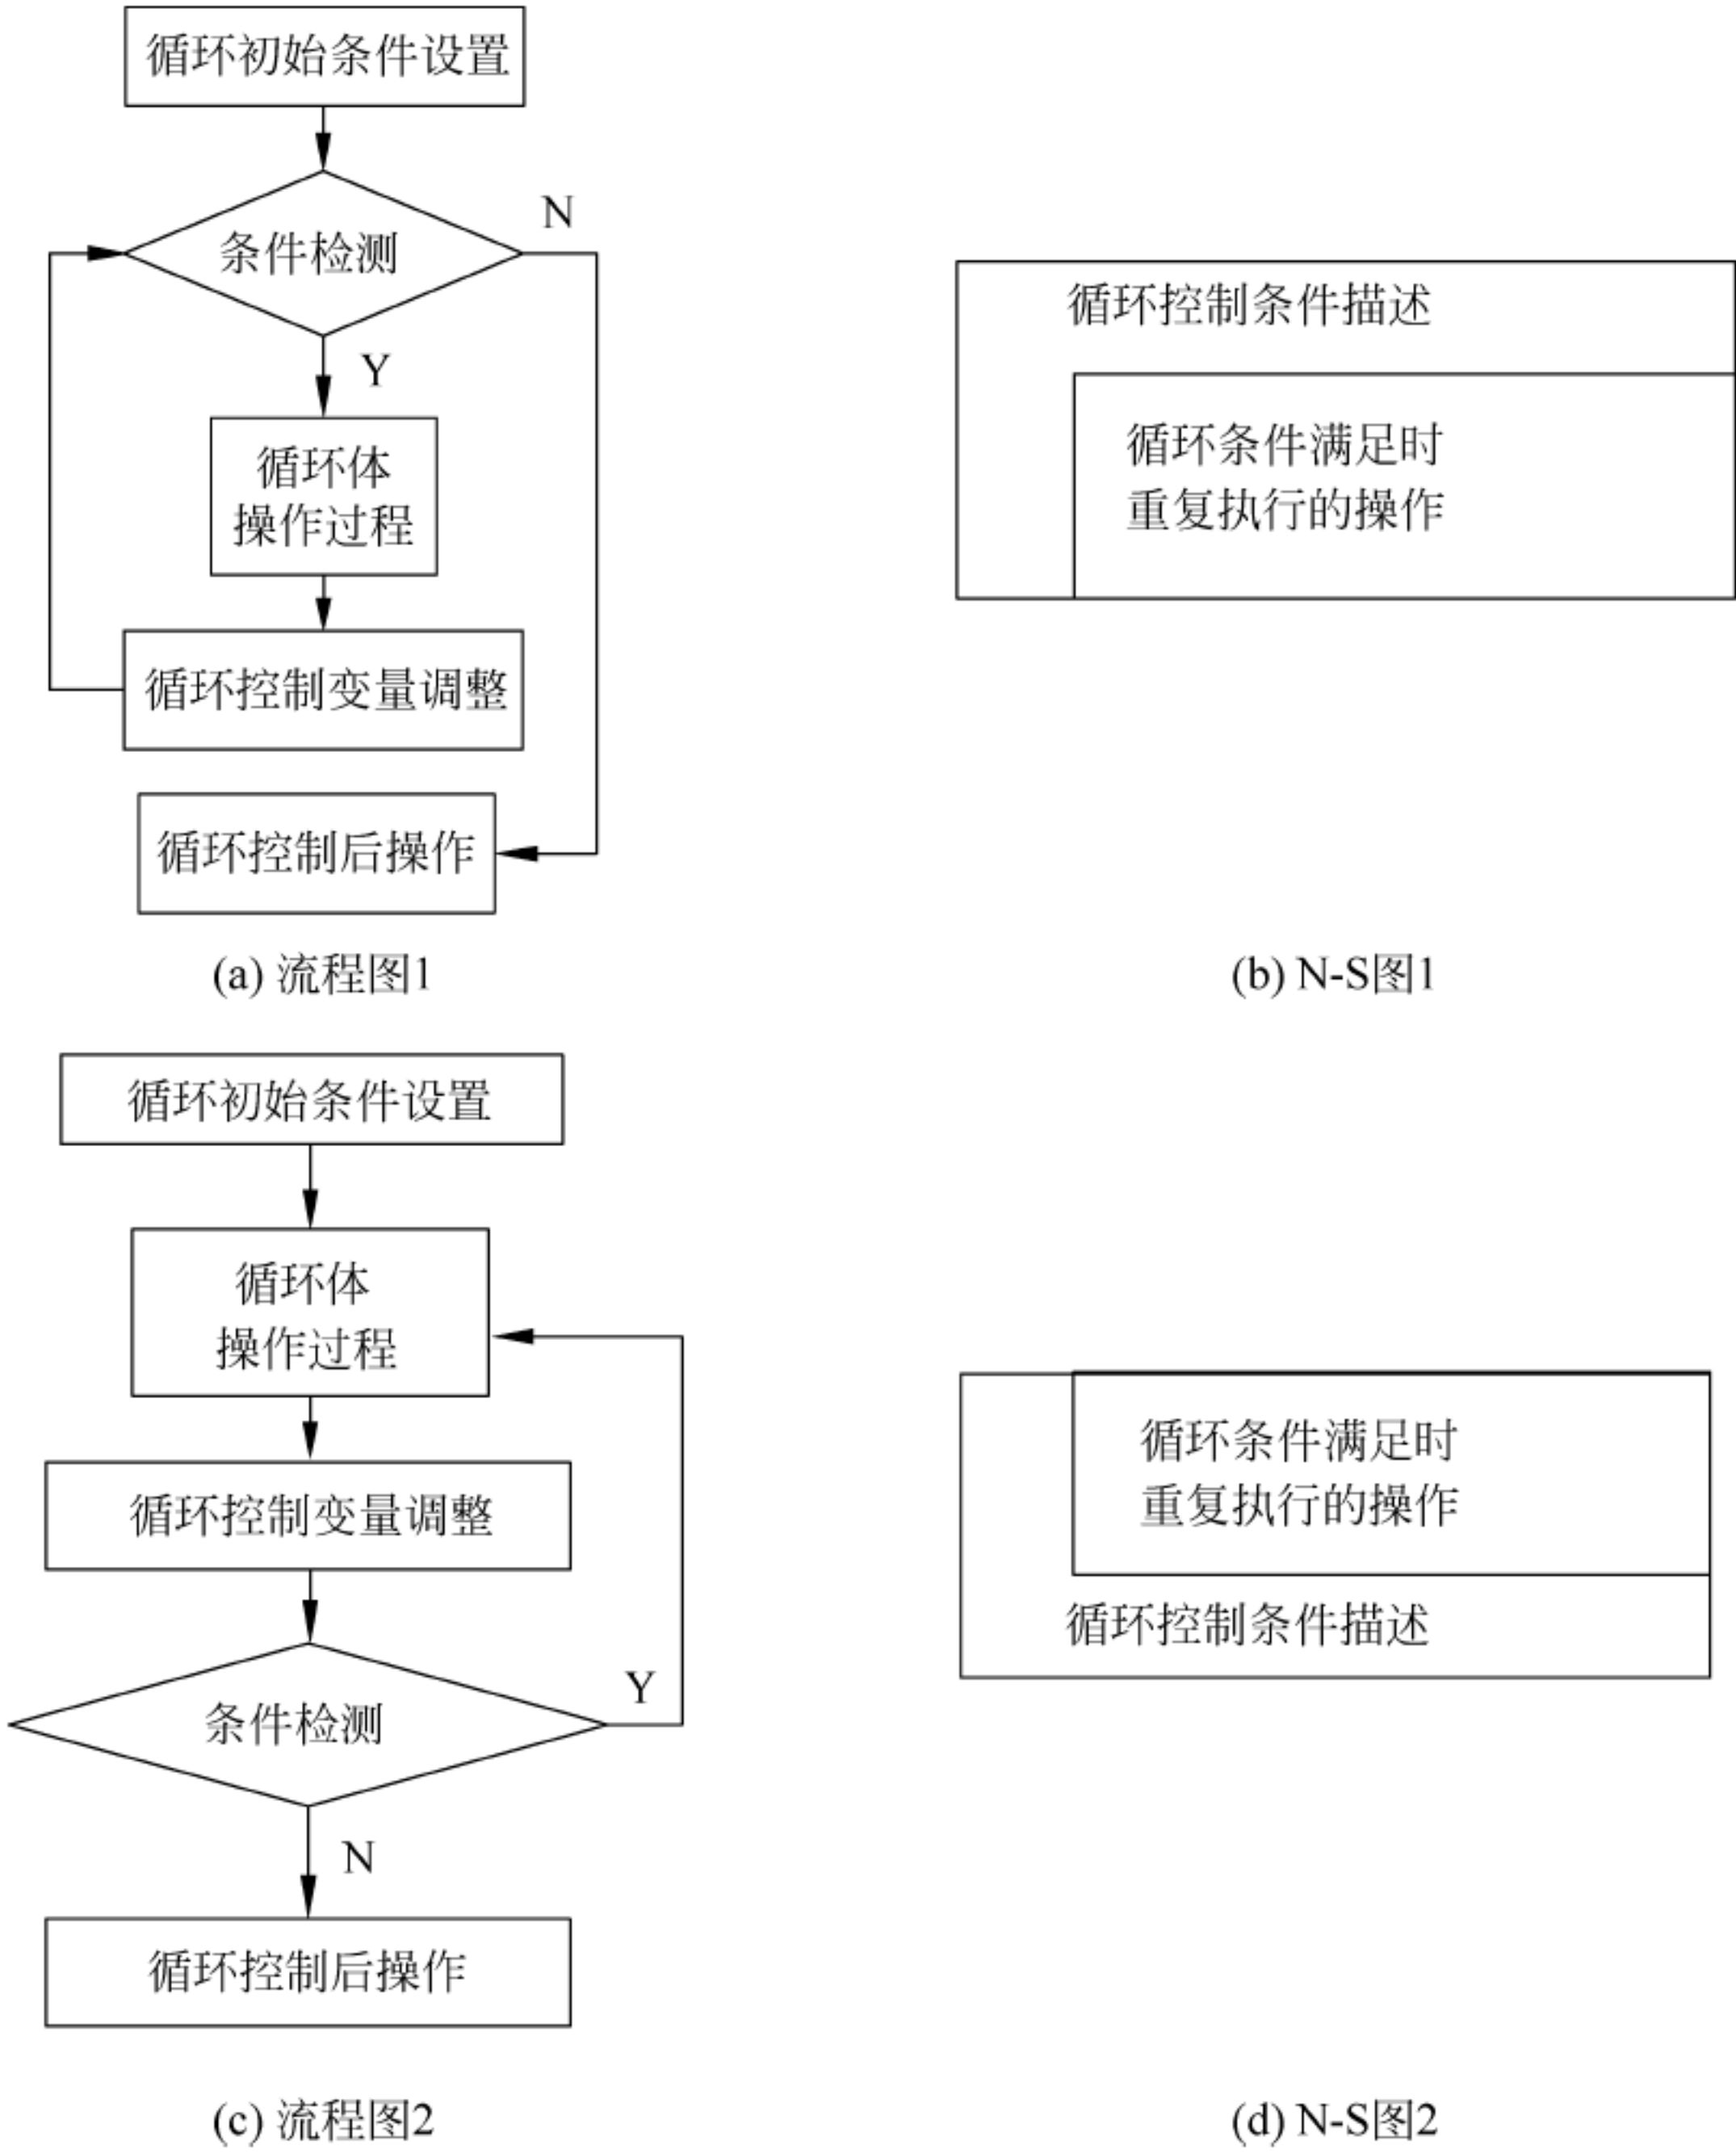 循环初始条件设置
条件检测
N
Y
循环体
操作过程
循环控制变量调整
循环控制后操作
(a) 流程图1
循环控制条件描述
循环条件满足时
重复执行的操作
(b) N-S图1
循环初始条件设置
循环体
操作过程
循环控制变量调整
条件检测
Y
N
循环控制后操作
(c) 流程图2
循环条件满足时
重复执行的操作
循环控制条件描述
(d) N-S图2